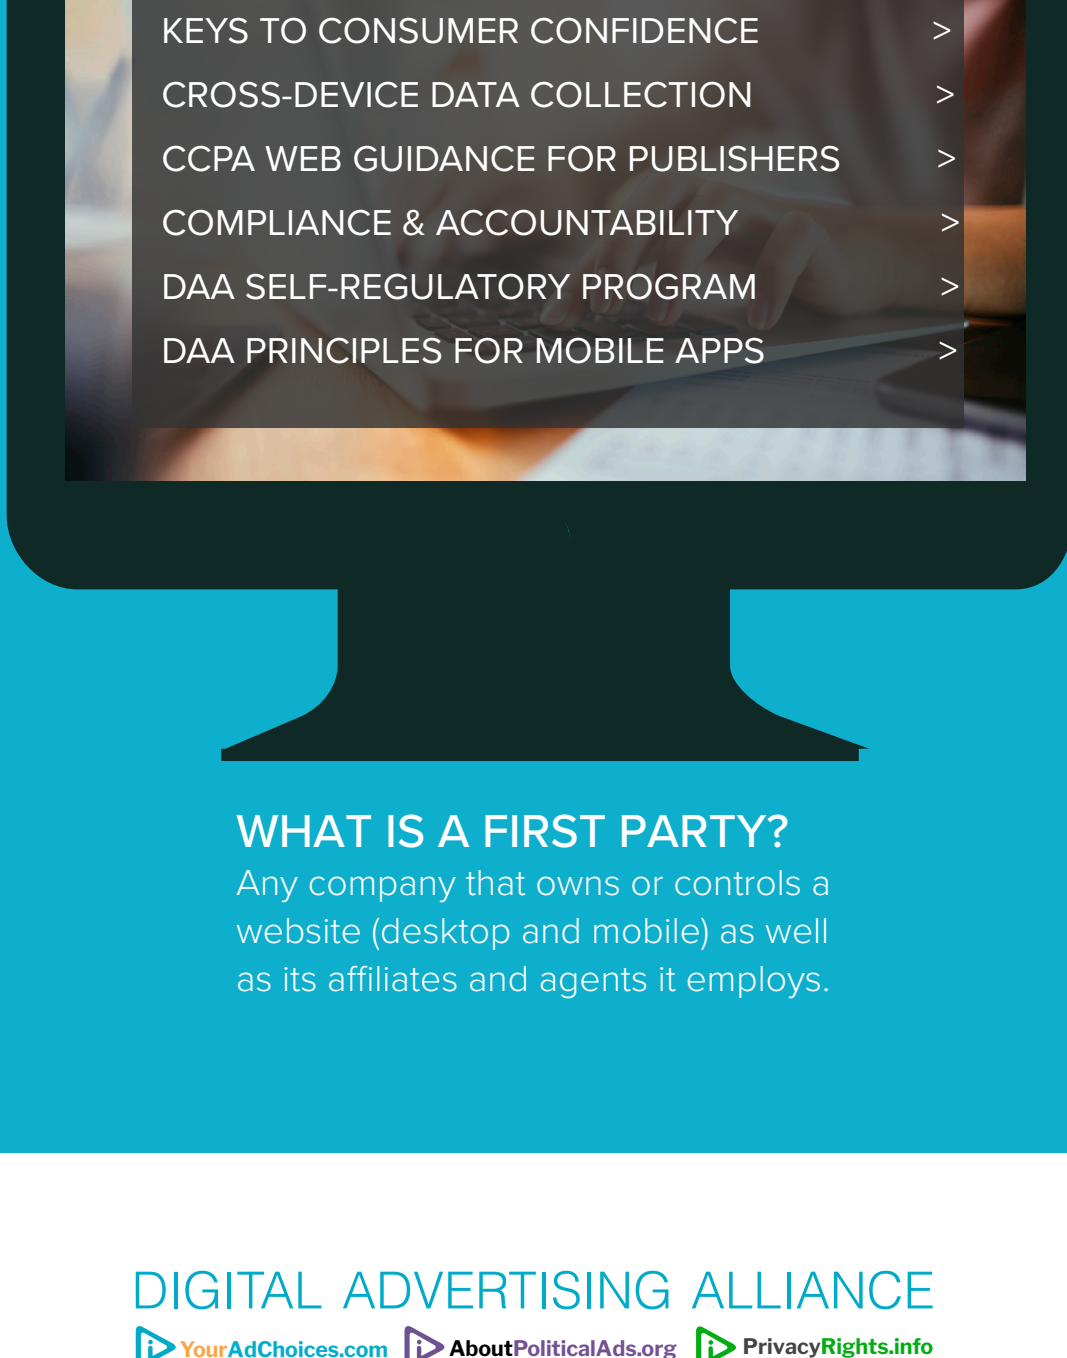 KEYS TO CONSUMER CONFIDENCE >
CROSS-DEVICE DATA COLLECTION >
CCPA WEB GUIDANCE FOR PUBLISHERS >
COMPLIANCE & ACCOUNTABILITY >
DAA SELF-REGULATORY PROGRAM >
DAA PRINCIPLES FOR MOBILE APPS >
WHAT IS A FIRST PARTY?
Any company that owns or controls a
website (desktop and mobile) as well
as its affiliates and agents it employs.
DIGITAL ADVERTISING ALLIANCE
YourAdChoices.com AboutPoliticalAds.org PrivacyRights.info